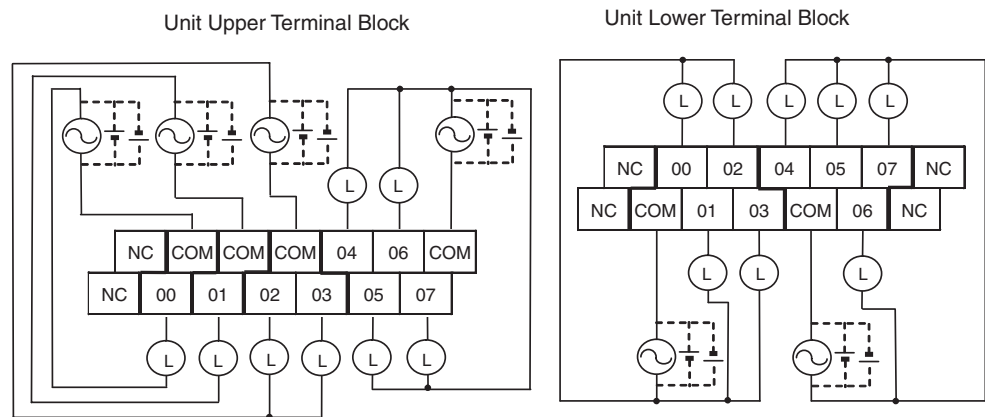 Unit Upper Terminal Block
Unit Lower Terminal Block
L L
NC COM COM COM 04 06 COM
NC 00 01 02 03 05 07
L L L L L L
L L L L L
NC 00 02 04 05 07 NC
NC COM 01 03 COM 06 NC
L L L